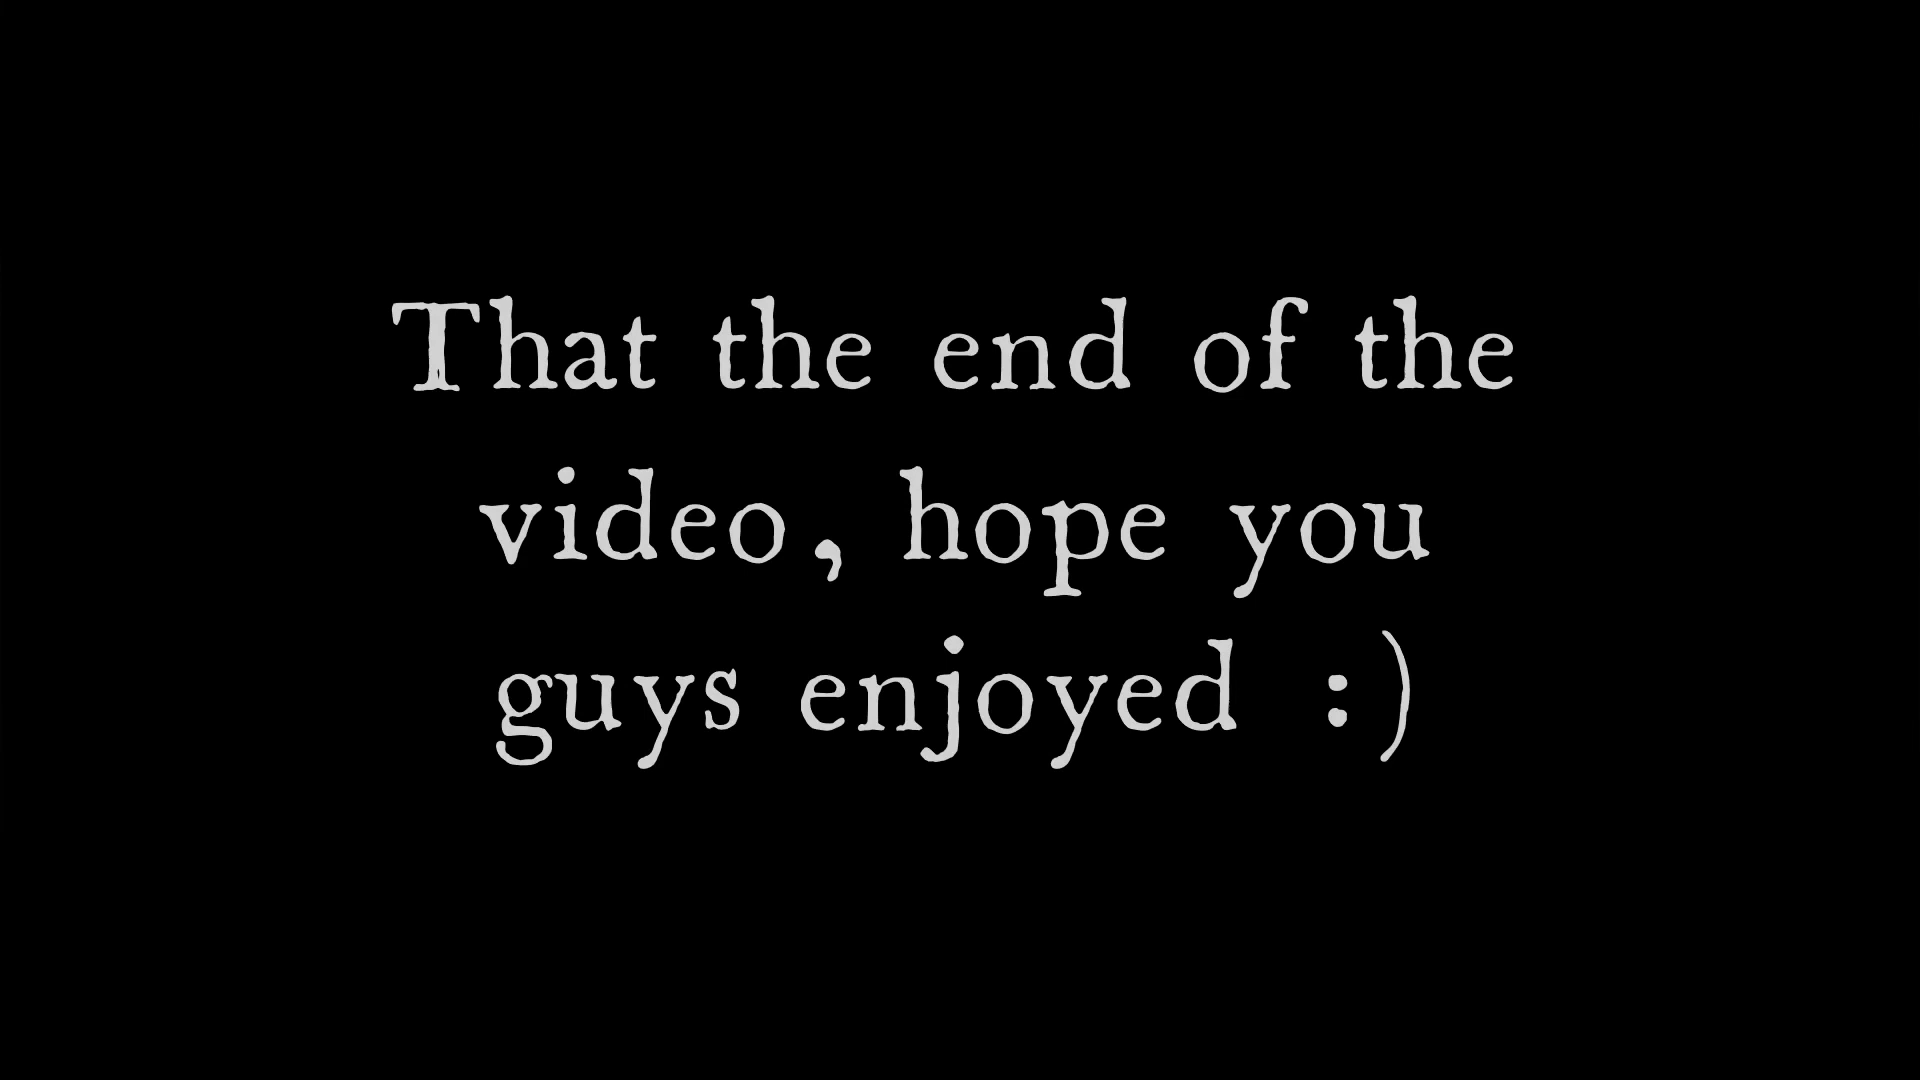 That the end of the
video, hope you
guys enjoyed :)